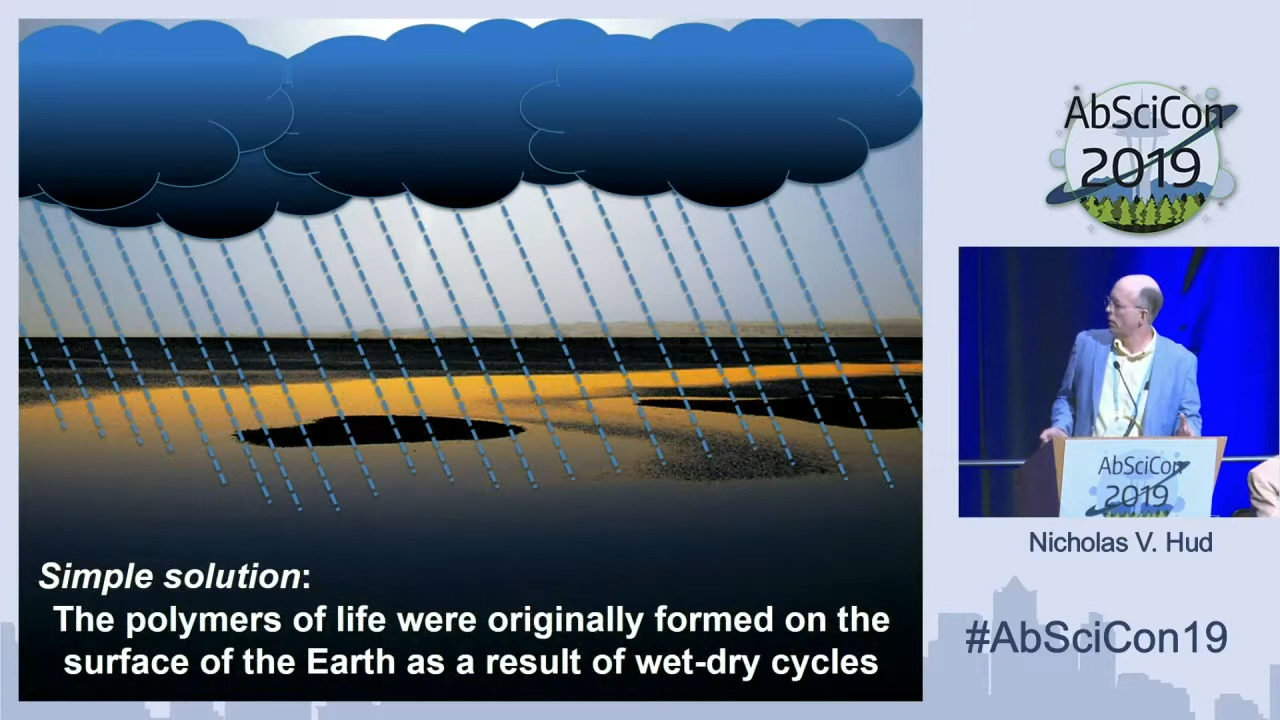 Simple solution:
The polymers of life were originally formed on the
surface of the Earth as a result of wet-dry cycles
AbSciCon
2019
AbSciCon
2019
Nicholas V. Hud
#AbSciCon19